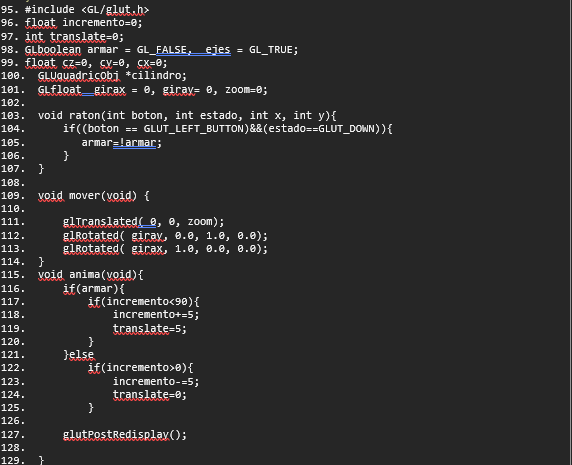 95. #include <GL/glut.h>
96. float incremento=0;
97. int translate=0;
98. GLboolean armar = GL_FALSE, ejes = GL_TRUE;
99. float cz=0, cy=0, cx=0;
100. GLUquadricObj *cilindro;
101. GLfloat girax = 0, giray= 0, zoom=0;
102.
103. void raton(int boton, int estado, int x, int y){
104. if((boton == GLUT_LEFT_BUTTON)&&(estado==GLUT_DOWN)){
105. armar=!armar;
106. }
107. }
108.
109. void mover(void) {
110.
111. glTranslated( 0, 0, zoom);
112. glRotated( giray, 0.0, 1.0, 0.0);
113. glRotated( girax, 1.0, 0.0, 0.0);
114. }
115. void anima(void){
116. if(armar){
117. if(incremento<90){
118. incremento+=5;
119. translate=5;
120. }
121. }else
122. if(incremento>0){
123. incremento-=5;
124. translate=0;
125. }
126.
127. glutPostRedisplay();
128.
129. }